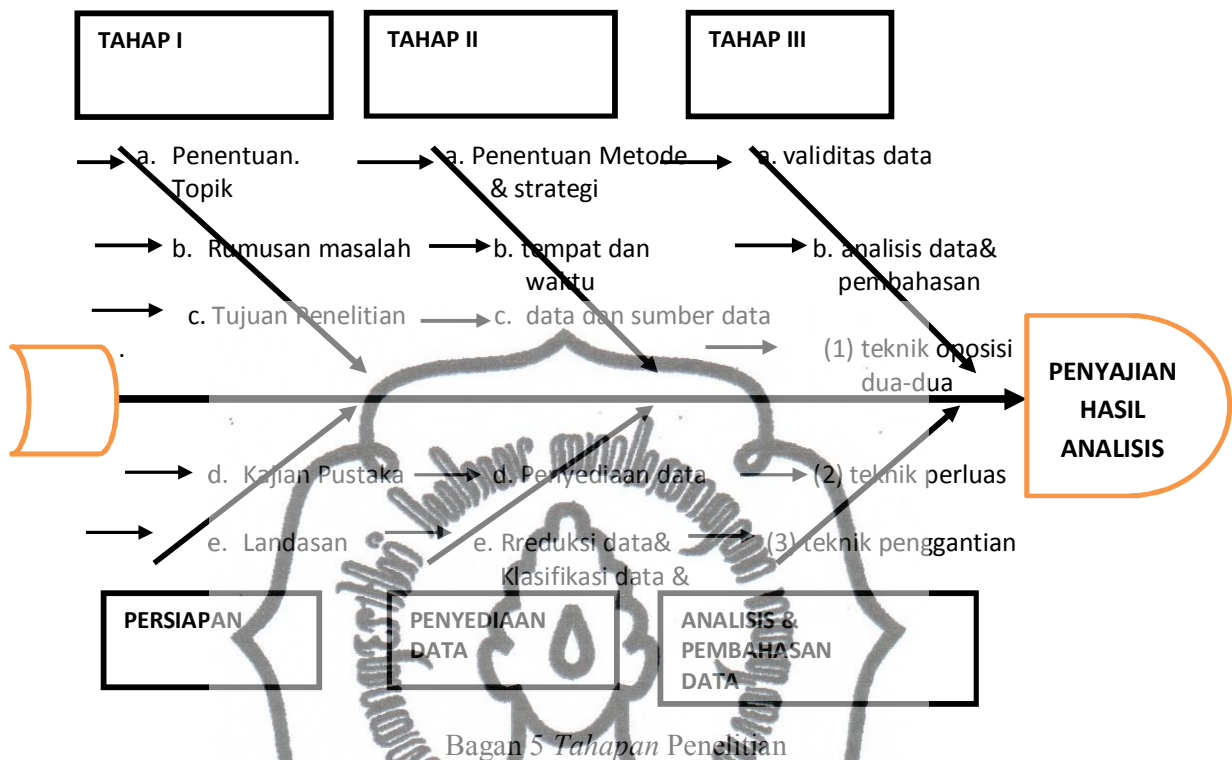 TAHAP I
TAHAP II
TAHAP III
a. Penentuan.
Topik
a. Penentuan Metode
& strategi
a. validitas data
b. Rumusan masalah
b. tempat dan
waktu
b. analisis data&
pembahasan
c. Tujuan Penelitian
c. data dan sumber data
.
(1) teknik oposisi
dua-dua
PENYAJIAN
HASIL
ANALISIS
d. Kajian Pustaka
d. Penyediaan data
(2) teknik perluas
e. Landasan
e. Rreduksi data&
Klasifikasi data &
(3) teknik penggantian
PERSIAPAN
PENYEDIAAN
DATA
ANALISIS &
PEMBAHASAN
DATA
Bagan 5 Tahapan Penelitian